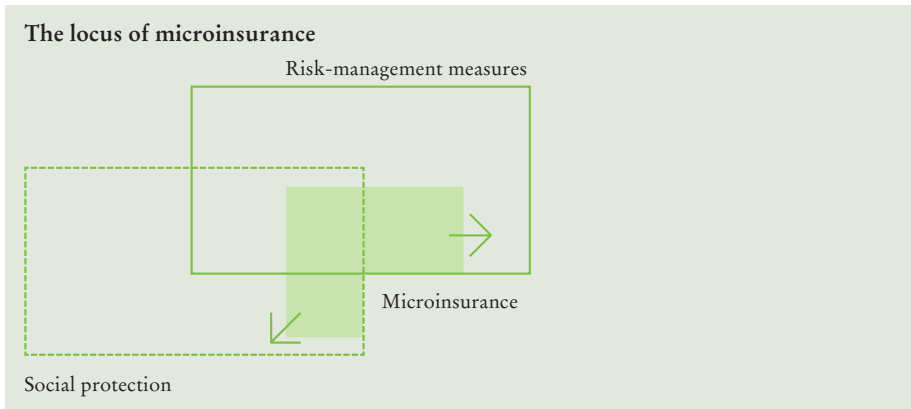 The locus of microinsurance
Risk-management measures
Microinsurance
Social protection